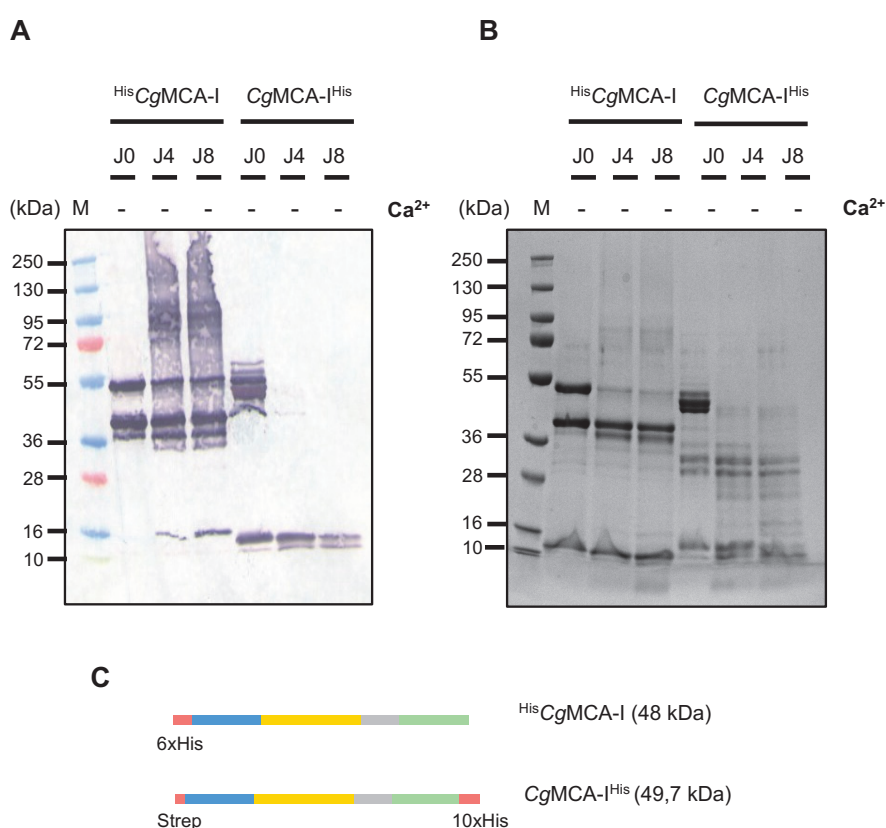 A
B
HisCgMCA-I CgMCA-IHis
J0 J4 J8 J0 J4 J8
(kDa) M - - - - - - Ca2+
250
130
95
72
55
36
28
16
10
HisCgMCA-I CgMCA-IHis
J0 J4 J8 J0 J4 J8
(kDa) M - - - - - - Ca2+
250
130
95
72
55
36
28
16
10
C
HisCgMCA-I (48 kDa)
6xHis
CgMCA-IHis (49,7 kDa)
Strep 10xHis